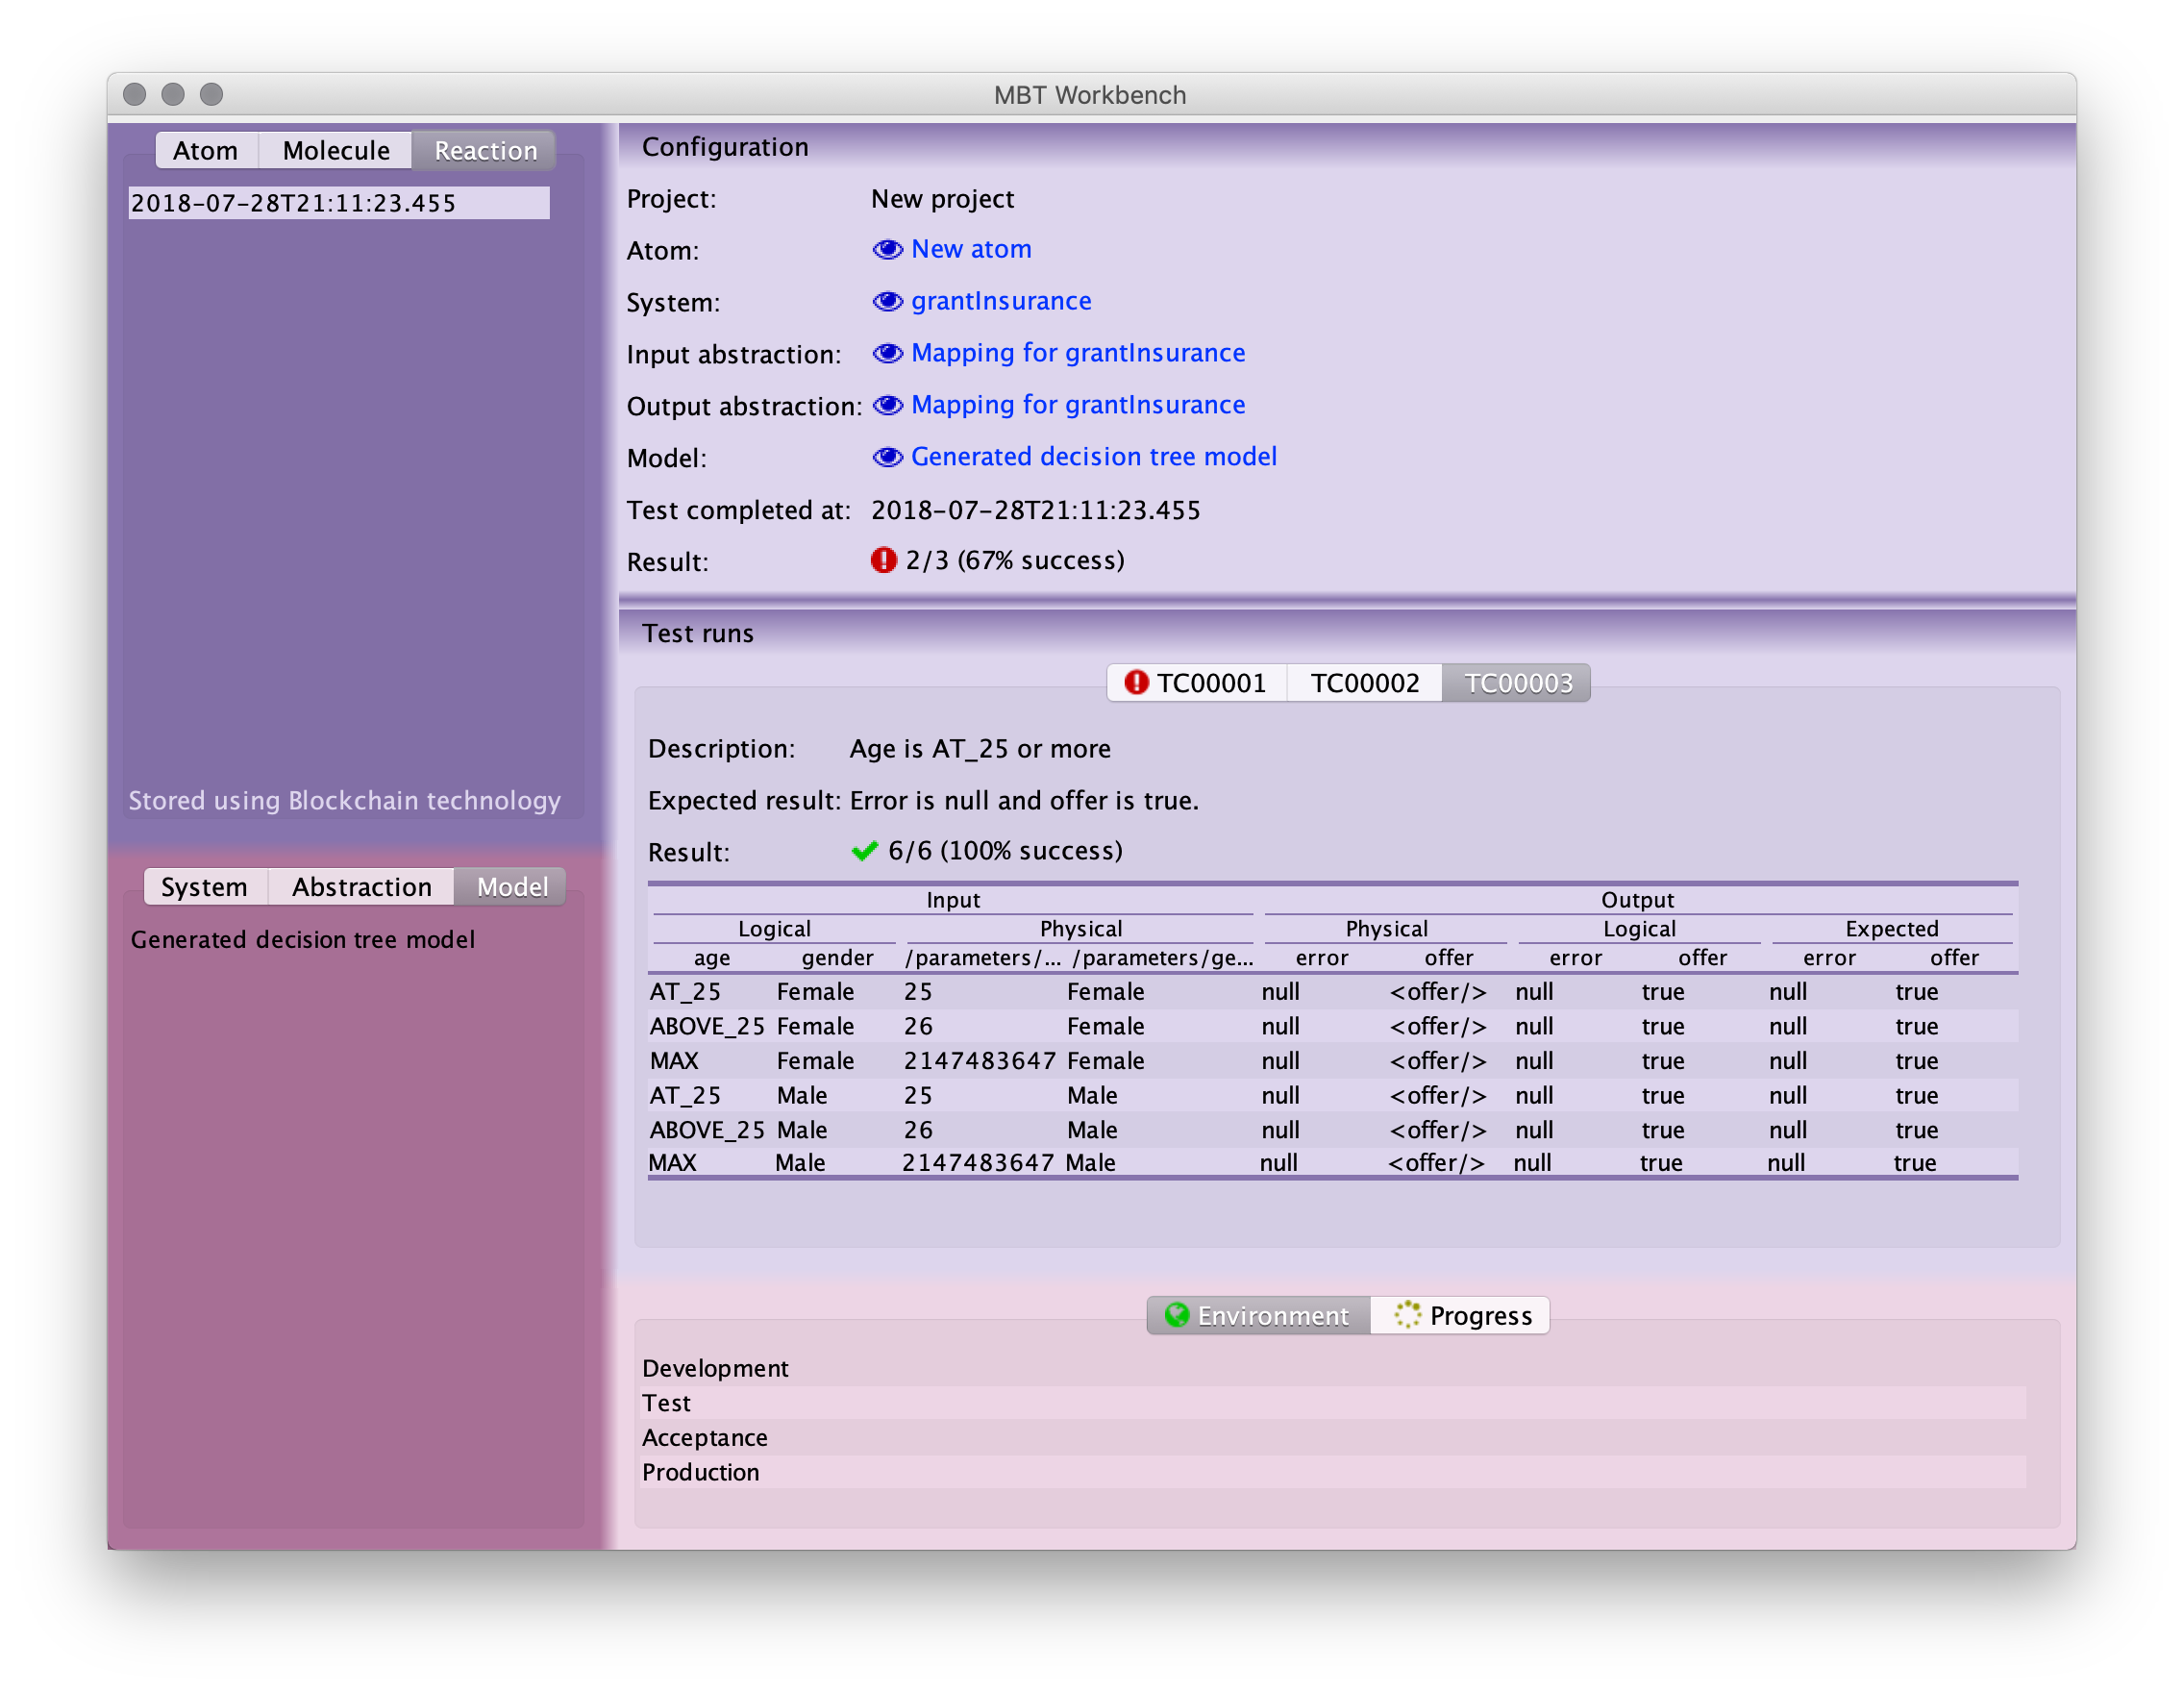 MBT Workbench
Atom Molecule Reaction
2018-07-28T21:11:23.455
Stored using Blockchain technology
System Abstraction Model
Generated decision tree model
Configuration
Project: New project
Atom: New atom
System: grantInsurance
Input abstraction: Mapping for grantInsurance
Output abstraction: Mapping for grantInsurance
Model: Generated decision tree model
Test completed at: 2018-07-28T21:11:23.455
Result: 2/3 (67% success)
Test runs
TC00001 TC00002 TC00003
Description: Age is AT_25 or more
Expected result: Error is null and offer is true.
Result: 6/6 (100% success)
Input Output
Logical Physical Physical Logical Expected
age gender /parameters/... /parameters/ge... error offer error offer error offer
AT_25 Female 25 Female null <offer/> null true null true
ABOVE_25 Female 26 Female null <offer/> null true null true
MAX Female 2147483647 Female null <offer/> null true null true
AT_25 Male 25 Male null <offer/> null true null true
ABOVE_25 Male 26 Male null <offer/> null true null true
MAX Male 2147483647 Male null <offer/> null true null true
Environment Progress
Development
Test
Acceptance
Production